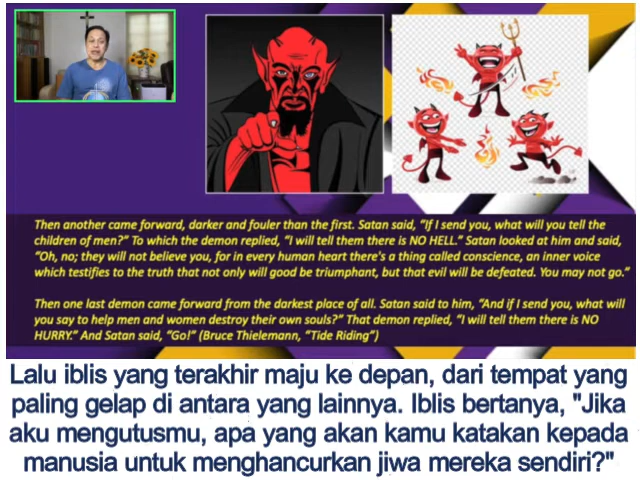 Then another came forward, darker and fouler than the first. Satan said, “If I send you, what will you tell the
children of men?” To which the demon replied, “I will tell them there is NO HELL.” Satan looked at him and said,
“Oh, no; they will not believe you, for in every human heart there's a thing called conscience, an inner voice
which testifies to the truth that not only will good be triumphant, but that evil will be defeated. You may not go.”
Then one last demon came forward from the darkest place of all. Satan said to him, “And if I send you, what will
you say to help men and women destroy their own souls?” That demon replied, “I will tell them there is NO
HURRY.” And Satan said, “Go!” (Bruce Thielemann, “Tide Riding”)
Lalu iblis yang terakhir maju ke depan, dari tempat yang
paling gelap di antara yang lainnya. Iblis bertanya, "Jika
aku mengutusmu, apa yang akan kamu katakan kepada
manusia untuk menghancurkan jiwa mereka sendiri?"